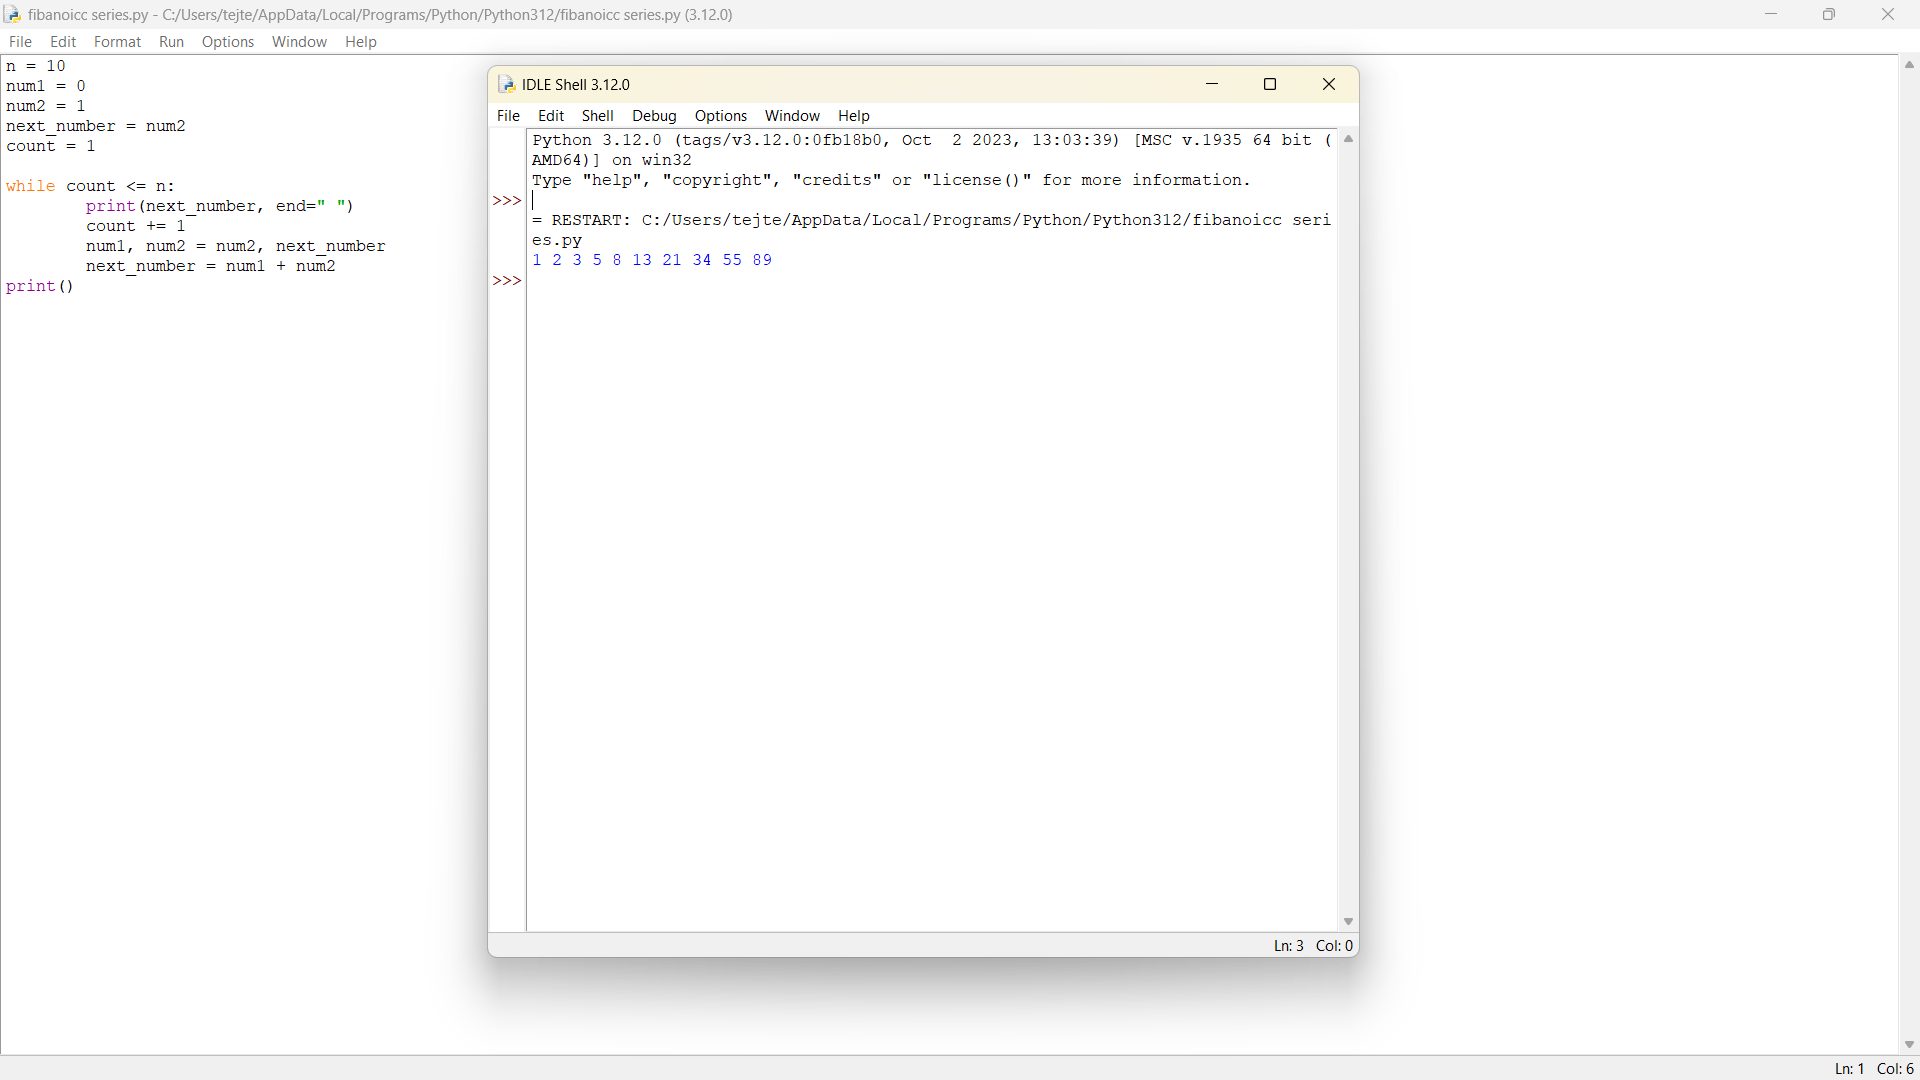 fibanoicc series.py - C:/Users/tejte/AppData/Local/Programs/Python/Python312/fibanoicc series.py (3.12.0)
File Edit Format Run Options Window Help
n = 10
num1 = 0
num2 = 1
next_number = num2
count = 1
while count <= n:
        print(next_number, end=" ")
        count += 1
        num1, num2 = num2, next_number
        next_number = num1 + num2
print()
IDLE Shell 3.12.0
File Edit Shell Debug Options Window Help
Python 3.12.0 (tags/v3.12.0:0fb18b0, Oct  2 2023, 13:03:39) [MSC v.1935 64 bit (
AMD64)] on win32
Type "help", "copyright", "credits" or "license()" for more information.
>>>
= RESTART: C:/Users/tejte/AppData/Local/Programs/Python/Python312/fibanoicc seri
es.py
1 2 3 5 8 13 21 34 55 89
>>>
Ln: 3 Col: 0
Ln: 1 Col: 6